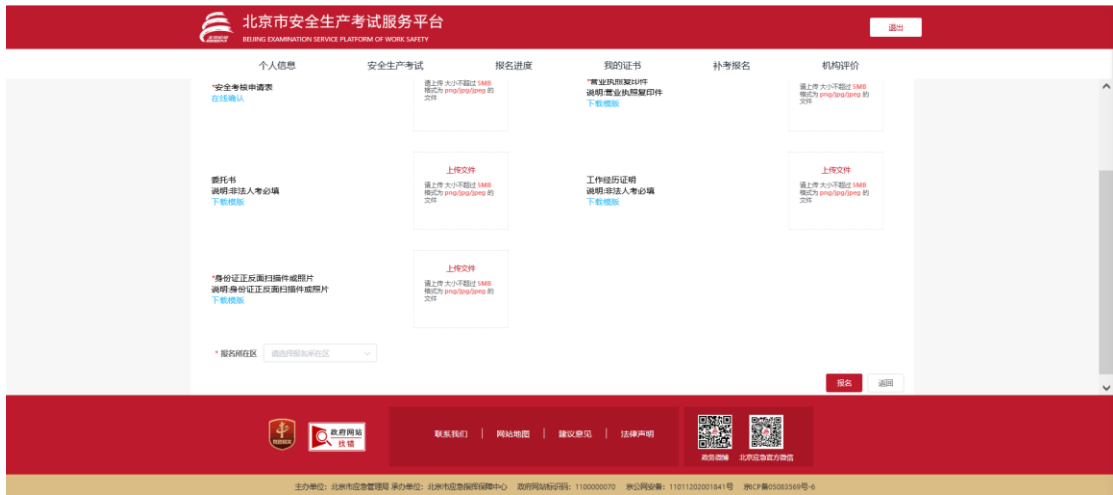 北京市安全生产考试服务平台
BEIJING EXAMINATION SERVICE PLATFORM OF WORK SAFETY
退出
个人信息 安全生产考试 报名进度 我的证书 补考报名 机构评价
*安全考核申请表
在线确认
请上传 大小不超过 5MB
格式为 png/jpg/jpeg 的
文件
*营业执照复印件
说明:营业执照复印件
下载模版
请上传 大小不超过 5MB
格式为 png/jpg/jpeg 的
文件
委托书
说明:非法人考必填
下载模版
上传文件
请上传 大小不超过 5MB
格式为 png/jpg/jpeg 的
文件
工作经历证明
说明:非法人考必填
下载模版
上传文件
请上传 大小不超过 5MB
格式为 png/jpg/jpeg 的
文件
*身份证正反面扫描件或照片
说明:身份证正反面扫描件或照片
下载模版
上传文件
请上传 大小不超过 5MB
格式为 png/jpg/jpeg 的
文件
* 报名所在区 请选择报名所在区
报名 返回
政府网站
找错
联系我们 | 网站地图 | 建议意见 | 法律声明
政务微博 北京应急官方微信
主办单位：北京市应急管理局 承办单位：北京市应急指挥保障中心 政府网站标识码：1100000070 京公网安备：11011202001841号 京ICP备05083569号-6